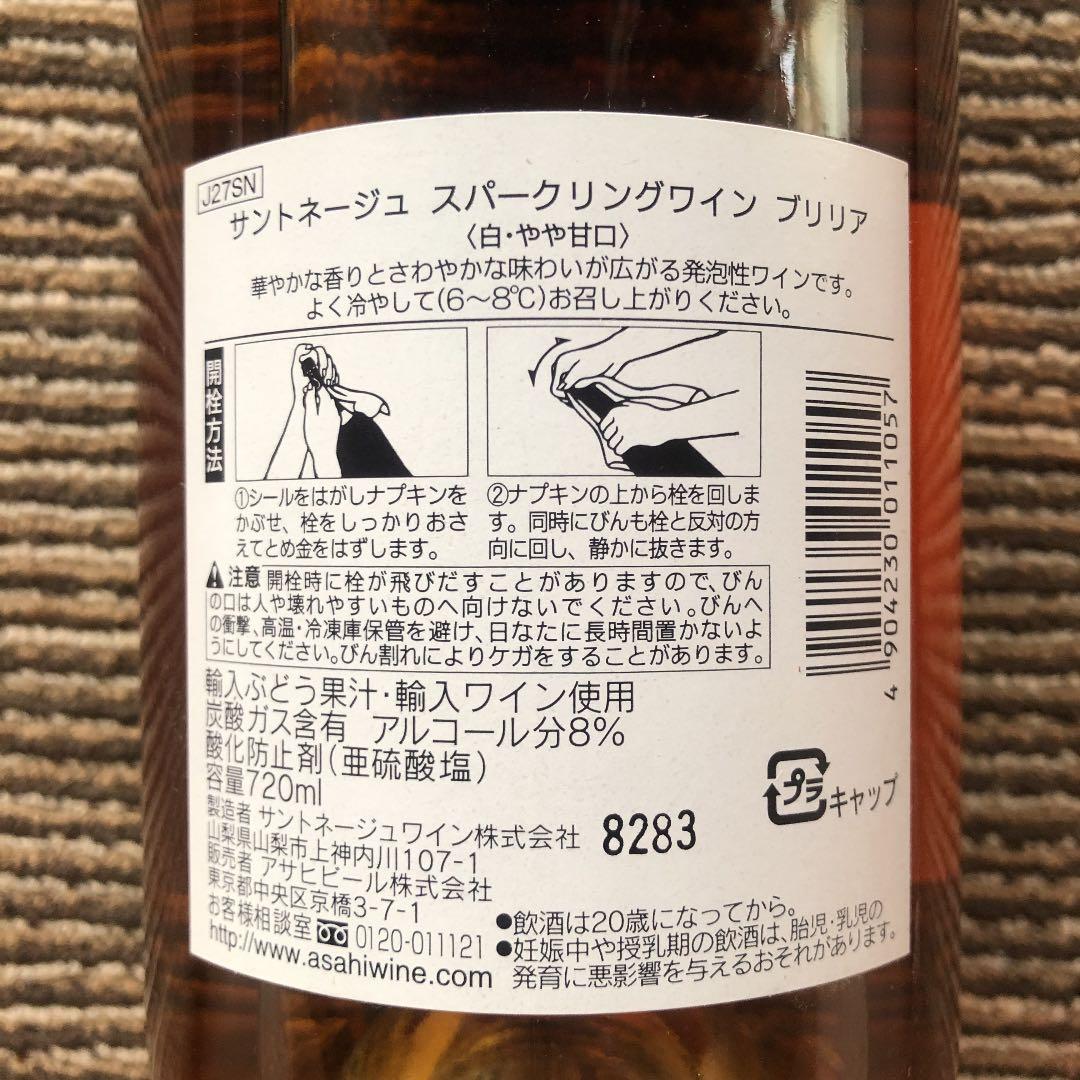 J27SN
サントネージュ スパークリングワイン ブリリア
〈白・やや甘口〉
華やかな香りとさわやかな味わいが広がる発泡性ワインです。
よく冷やして(6〜8℃)お召し上がりください。
開栓方法
①シールをはがしナプキンを
かぶせ、栓をしっかりおさ
えてとめ金をはずします。
②ナプキンの上から栓を回しま
す。同時にびんも栓と反対の方
向に回し、静かに抜きます。
注意 開栓時に栓が飛びだすことがありますので、びん
の口は人や壊れやすいものへ向けないでください。びんへ
の衝撃、高温・冷凍庫保管を避け、日なたに長時間置かないよ
うにしてください。びん割れによりケガをすることがあります。
4 904230 011057
輸入ぶどう果汁・輸入ワイン使用
炭酸ガス含有 アルコール分8%
酸化防止剤(亜硫酸塩)
容量720ml
プラ
キャップ
製造者 サントネージュワイン株式会社
山梨県山梨市上神内川107-1
8283
販売者 アサヒビール株式会社
東京都中央区京橋3-7-1
お客様相談室 0120-011121
http://www.asahiwine.com
●飲酒は20歳になってから。
●妊娠中や授乳期の飲酒は、胎児・乳児の
発育に悪影響を与えるおそれがあります。